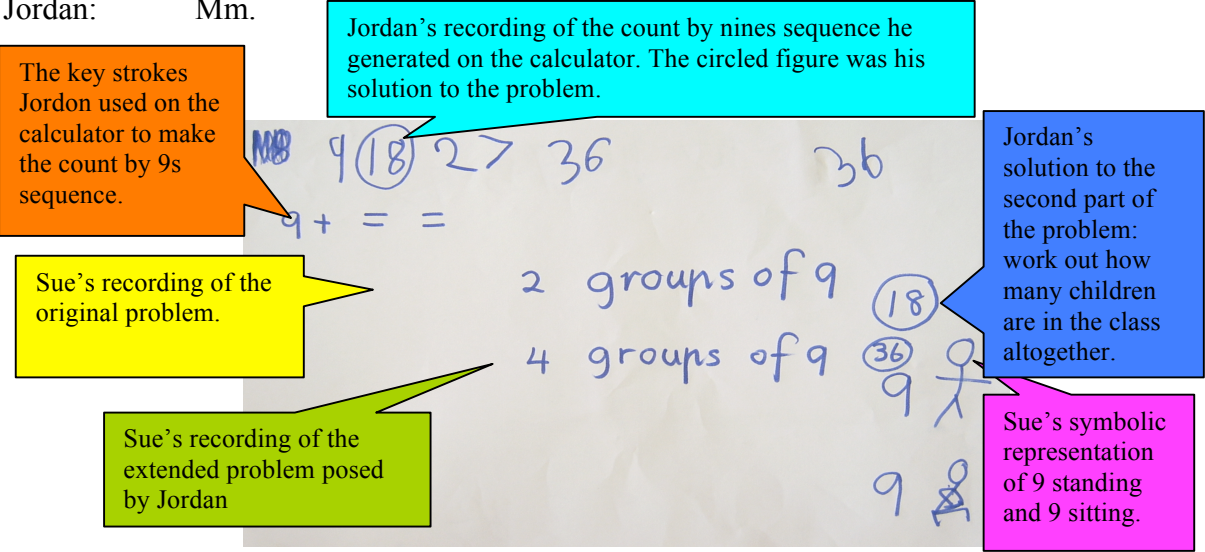 Jordan: Mm.
Jordan’s recording of the count by nines sequence he
generated on the calculator. The circled figure was his
solution to the problem.
The key strokes
Jordon used on the
calculator to make
the count by 9s
sequence.
9 18 27 36 36
9 + = =
Jordan’s
solution to the
second part of
the problem:
work out how
many children
are in the class
altogether.
Sue’s recording of the
original problem.
2 groups of 9
18
4 groups of 9 36
9
Sue’s recording of the
extended problem posed
by Jordan
Sue’s symbolic
representation
of 9 standing
and 9 sitting.
9